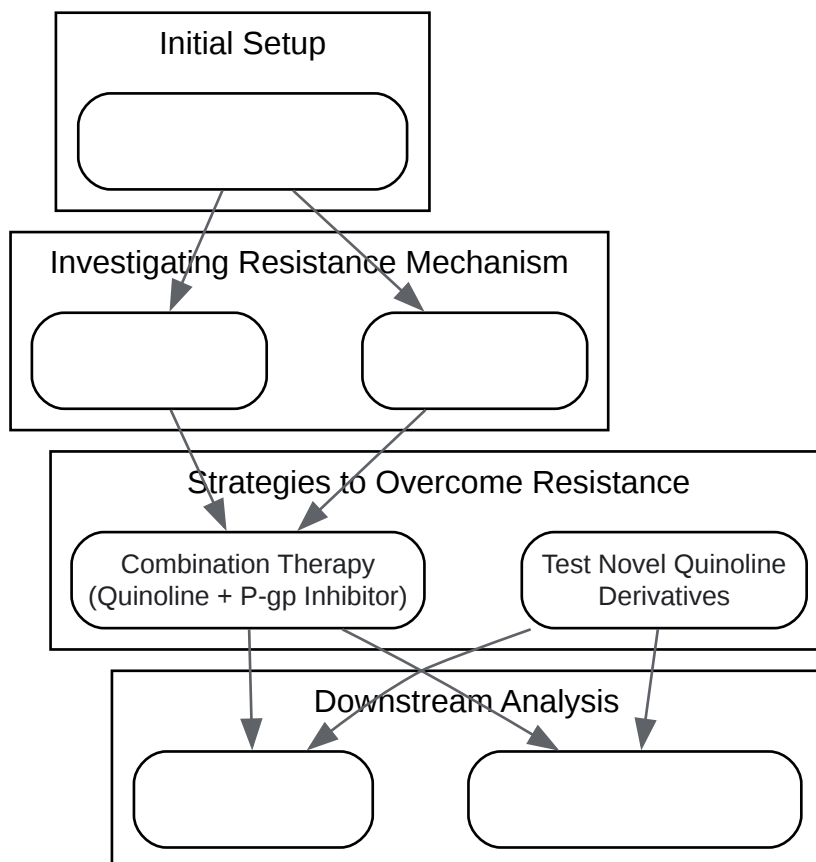 Initial Setup
Investigating Resistance Mechanism
Strategies to Overcome Resistance
Combination Therapy
(Quinoline + P-gp Inhibitor)
Test Novel Quinoline
Derivatives
Downstream Analysis